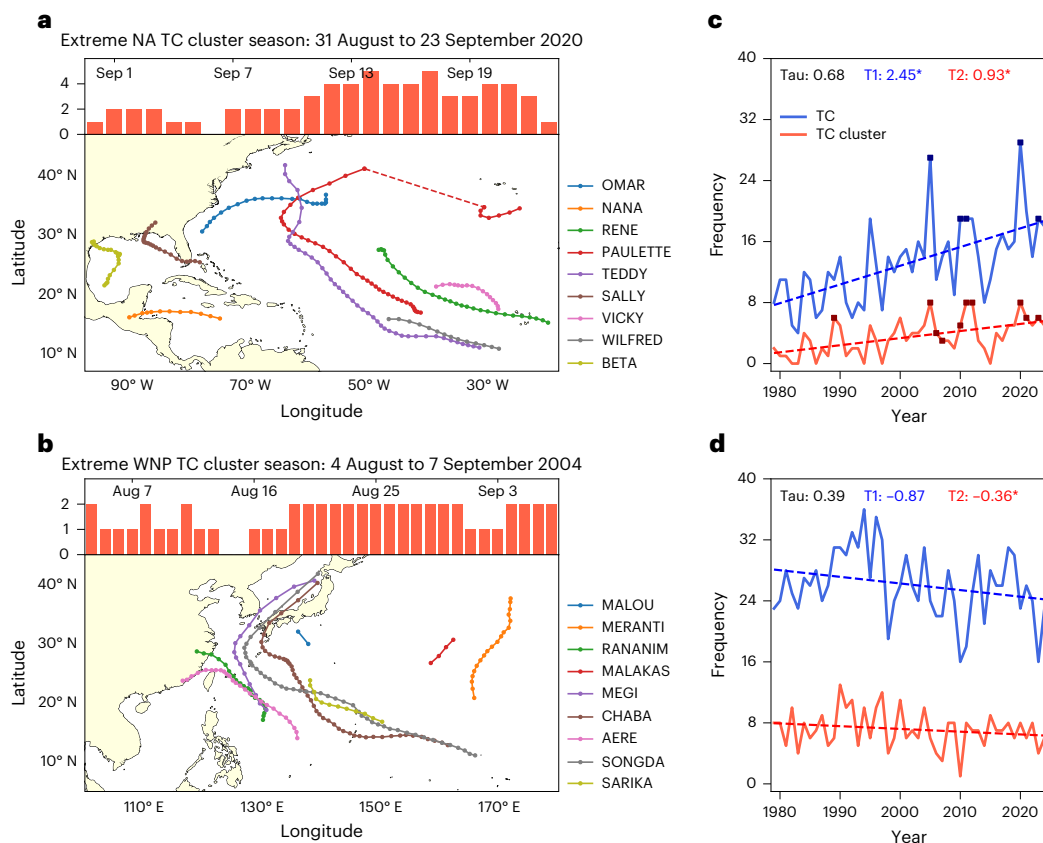 a
Extreme NA TC cluster season: 31 August to 23 September 2020
Sep 1 Sep 7 Sep 13 Sep 19
4
2
0
Latitude
40° N
30° N
20° N
10° N
90° W 70° W 50° W 30° W
Longitude
OMAR
NANA
RENE
PAULETTE
TEDDY
SALLY
VICKY
WILFRED
BETA
b
Extreme WNP TC cluster season: 4 August to 7 September 2004
Aug 7 Aug 16 Aug 25 Sep 3
2
1
0
Latitude
40° N
30° N
20° N
10° N
110° E 130° E 150° E 170° E
Longitude
MALOU
MERANTI
RANANIM
MALAKAS
MEGI
CHABA
AERE
SONGDA
SARIKA
c
Tau: 0.68 T1: 2.45* T2: 0.93*
TC
TC cluster
Frequency
40
32
24
16
8
0
1980 1990 2000 2010 2020
Year
d
Tau: 0.39 T1: −0.87 T2: −0.36*
Frequency
40
32
24
16
8
0
1980 1990 2000 2010 2020
Year